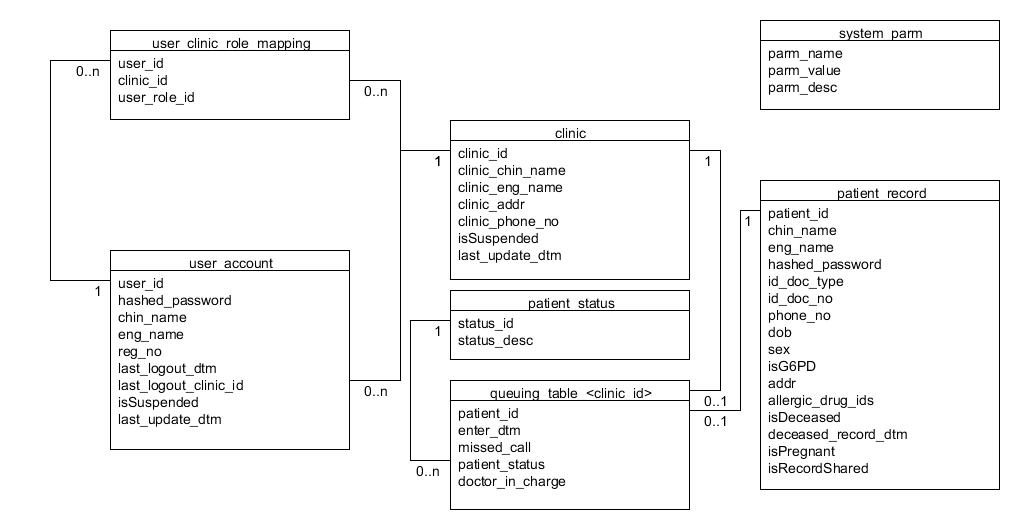 user_clinic_role_mapping
user_id
clinic_id
user_role_id
0..n
0..n
system_parm
parm_name
parm_value
parm_desc
clinic
clinic_id
clinic_chin_name
clinic_eng_name
clinic_addr
clinic_phone_no
isSuspended
last_update_dtm
1
1
user_account
user_id
hashed_password
chin_name
eng_name
reg_no
last_logout_dtm
last_logout_clinic_id
isSuspended
last_update_dtm
1
0..n
patient_status
status_id
status_desc
1
queuing_table_<clinic_id>
patient_id
enter_dtm
missed_call
patient_status
doctor_in_charge
0..n
0..1
0..1
patient_record
1
patient_id
chin_name
eng_name
hashed_password
id_doc_type
id_doc_no
phone_no
dob
sex
isG6PD
addr
allergic_drug_ids
isDeceased
deceased_record_dtm
isPregnant
isRecordShared